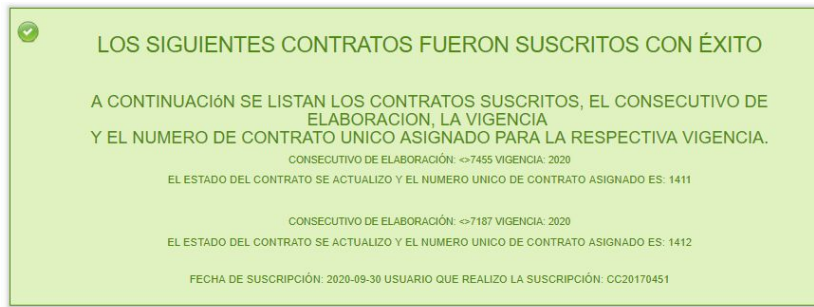 LOS SIGUIENTES CONTRATOS FUERON SUSCRITOS CON ÉXITO
A CONTINUACIóN SE LISTAN LOS CONTRATOS SUSCRITOS, EL CONSECUTIVO DE
ELABORACION, LA VIGENCIA
Y EL NUMERO DE CONTRATO UNICO ASIGNADO PARA LA RESPECTIVA VIGENCIA.
CONSECUTIVO DE ELABORACIÓN: <>7455 VIGENCIA: 2020
EL ESTADO DEL CONTRATO SE ACTUALIZO Y EL NUMERO UNICO DE CONTRATO ASIGNADO ES: 1411
CONSECUTIVO DE ELABORACIÓN: <>7187 VIGENCIA: 2020
EL ESTADO DEL CONTRATO SE ACTUALIZO Y EL NUMERO UNICO DE CONTRATO ASIGNADO ES: 1412
FECHA DE SUSCRIPCIÓN: 2020-09-30 USUARIO QUE REALIZO LA SUSCRIPCIÓN: CC20170451